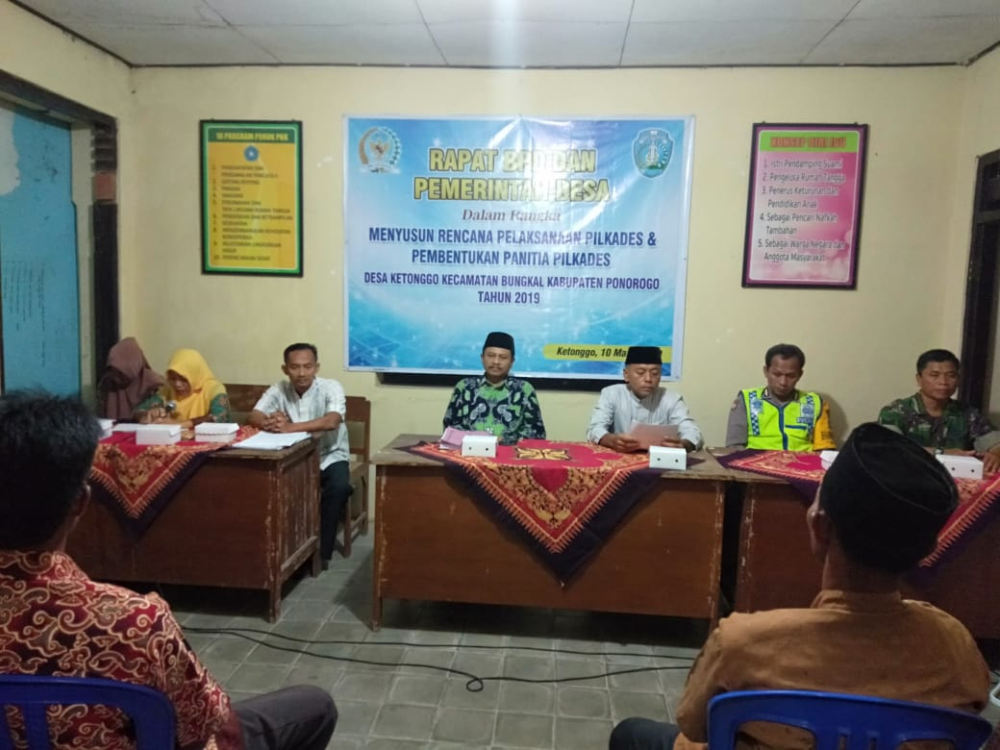 10 PROGRAM POKOK PKK
1. PENGHAYATAN DAN
PENGAMALAN PANCASILA
2. GOTONG ROYONG
3. PANGAN
4. SANDANG
5. PERUMAHAN DAN
TATA LAKSANA RUMAH TANGGA
6. PENDIDIKAN DAN KETRAMPILAN
7. KESEHATAN
8. MENGEMBANGKAN KEHIDUPAN
BERKOPERASI
9. KELESTARIAN LINGKUNGAN
HIDUP
10. PERENCANAAN SEHAT
RAPAT BPD DAN
PEMERINTAH DESA
Dalam Rangka
MENYUSUN RENCANA PELAKSANAAN PILKADES &
PEMBENTUKAN PANITIA PILKADES
DESA KETONGGO KECAMATAN BUNGKAL KABUPATEN PONOROGO
TAHUN 2019
Ketonggo, 10 Ma
KONSEP DIRI IBU
1. Istri Pendamping Suami
2. Pengelola Rumah Tangga
3. Penerus Keturunan dan
Pendidikan Anak
4. Sebagai Pencari Nafkah
Tambahan
5. Sebagai Warga Negara dan
Anggota Masyarakat